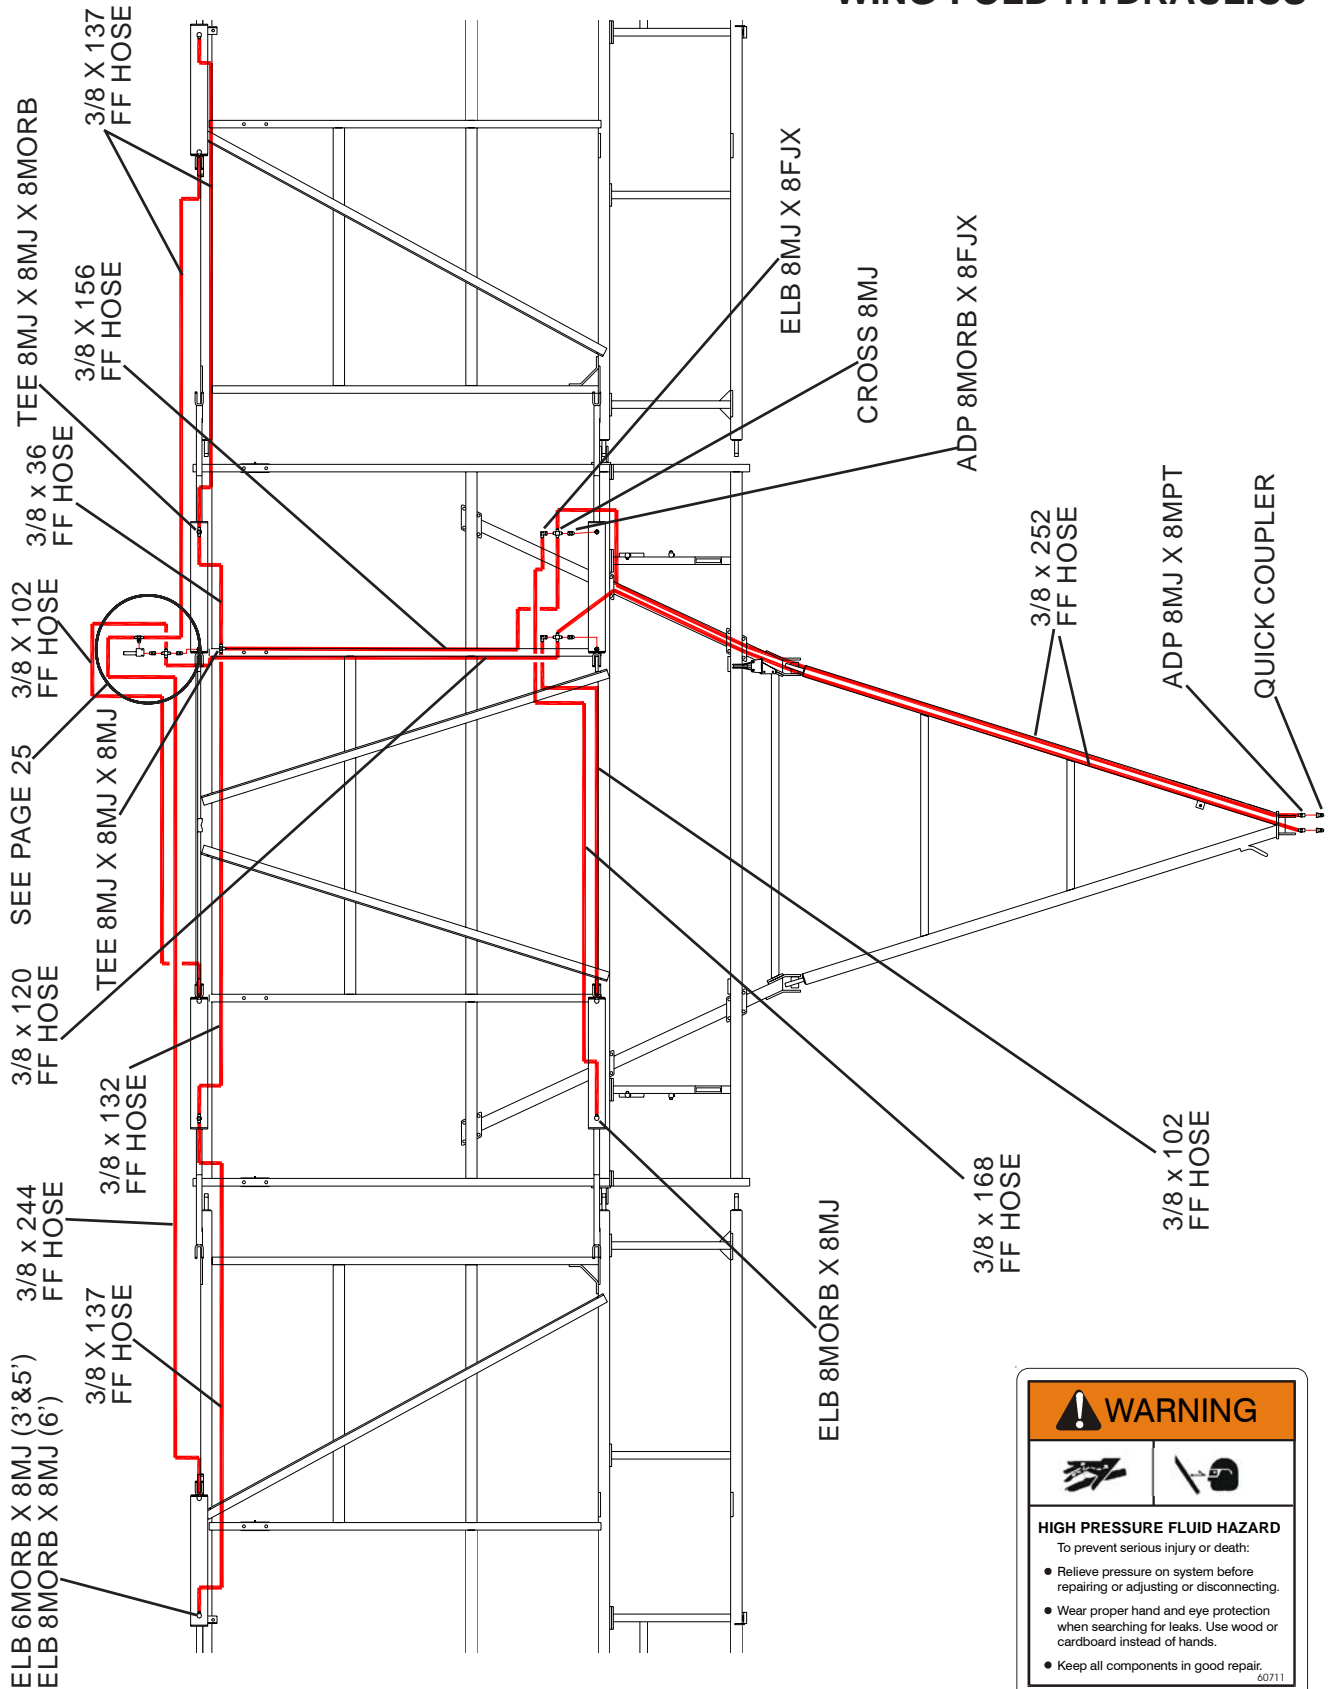 WING FOLD HYDRAULICS
3/8 X 137
FF HOSE
TEE 8MJ X 8MJ X 8MORB
3/8 X 156
FF HOSE
3/8 x 36
FF HOSE
3/8 X 102
FF HOSE
SEE PAGE 25
TEE 8MJ X 8MJ X 8MJ
3/8 x 120
FF HOSE
3/8 x 132
FF HOSE
3/8 x 244
FF HOSE
3/8 X 137
FF HOSE
ELB 6MORB X 8MJ (3'&5')
ELB 8MORB X 8MJ (6')
ELB 8MJ X 8FJX
CROSS 8MJ
ADP 8MORB X 8FJX
3/8 x 252
FF HOSE
ADP 8MJ X 8MPT
QUICK COUPLER
3/8 x 102
FF HOSE
3/8 x 168
FF HOSE
ELB 8MORB X 8MJ
WARNING
HIGH PRESSURE FLUID HAZARD
To prevent serious injury or death:
● Relieve pressure on system before
repairing or adjusting or disconnecting.
● Wear proper hand and eye protection
when searching for leaks. Use wood or
cardboard instead of hands.
● Keep all components in good repair.
60711